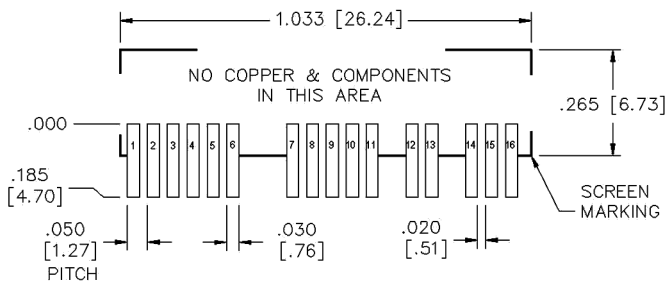 1.033 [26.24]
NO COPPER & COMPONENTS
IN THIS AREA
.265 [6.73]
.000
1 2 3 4 5 6 7 8 9 10 11 12 13 14 15 16
.185
[4.70]
SCREEN
MARKING
.050
[1.27]
PITCH
.030
[.76]
.020
[.51]